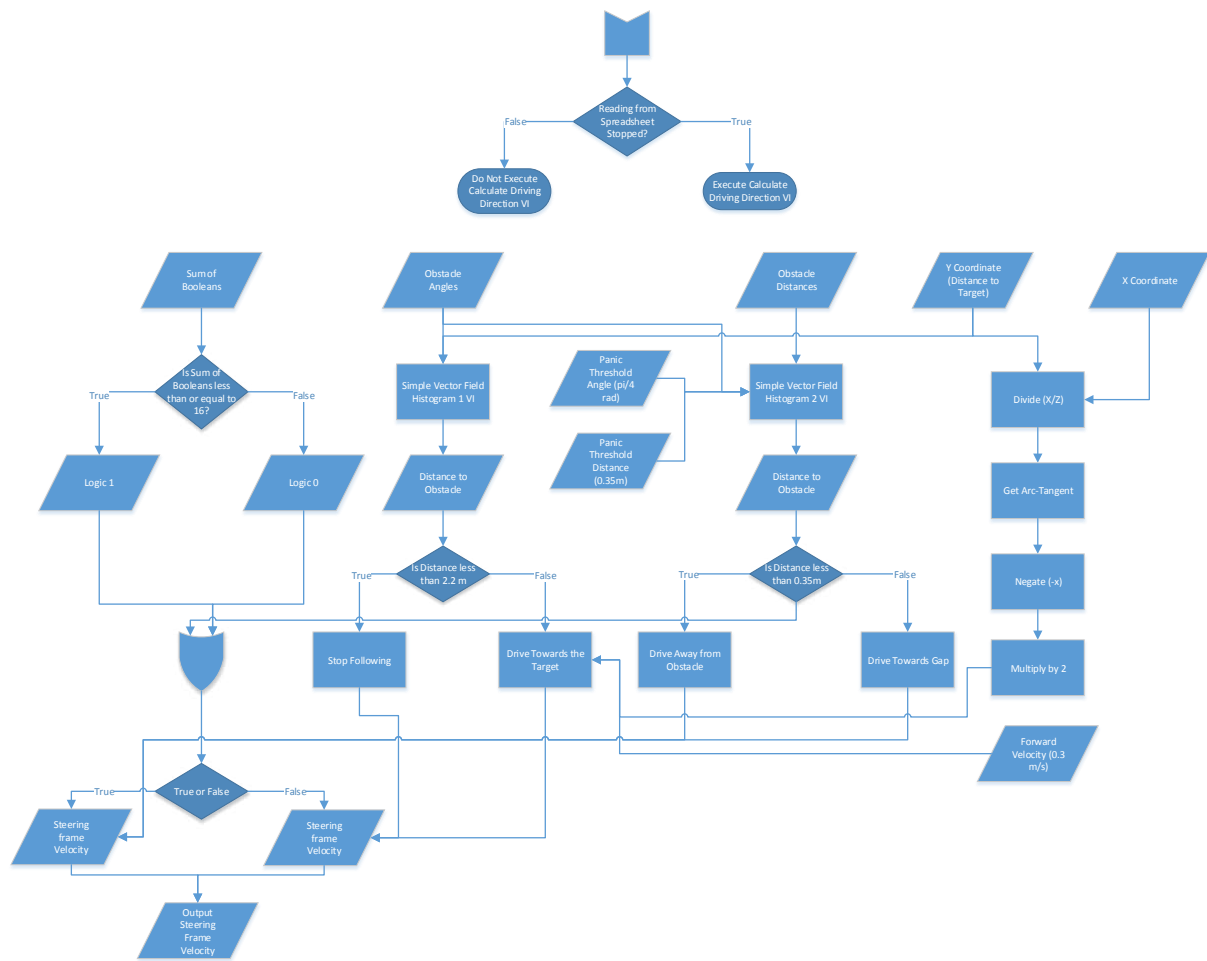 Reading from
Spreadsheet
Stopped?
False
True
Do Not Execute
Calculate Driving
Direction VI
Execute Calculate
Driving Direction VI
Sum of
Booleans
Obstacle
Angles
Obstacle
Distances
Y Coordinate
(Distance to
Target)
X Coordinate
Is Sum of
Booleans less
than or equal to
16?
True
False
Simple Vector Field
Histogram 1 VI
Panic
Threshold
Angle (pi/4
rad)
Simple Vector Field
Histogram 2 VI
Divide (X/Z)
Panic
Threshold
Distance
(0.35m)
Logic 1
Logic 0
Distance to
Obstacle
Distance to
Obstacle
Get Arc-Tangent
Is Distance less
than 2.2 m
True
False
Is Distance less
than 0.35m
True
False
Negate (-x)
Stop Following
Drive Towards the
Target
Drive Away from
Obstacle
Drive Towards Gap
Multiply by 2
Forward
Velocity (0.3
m/s)
True or False
True
False
Steering
frame
Velocity
Steering
frame
Velocity
Output
Steering
Frame
Velocity